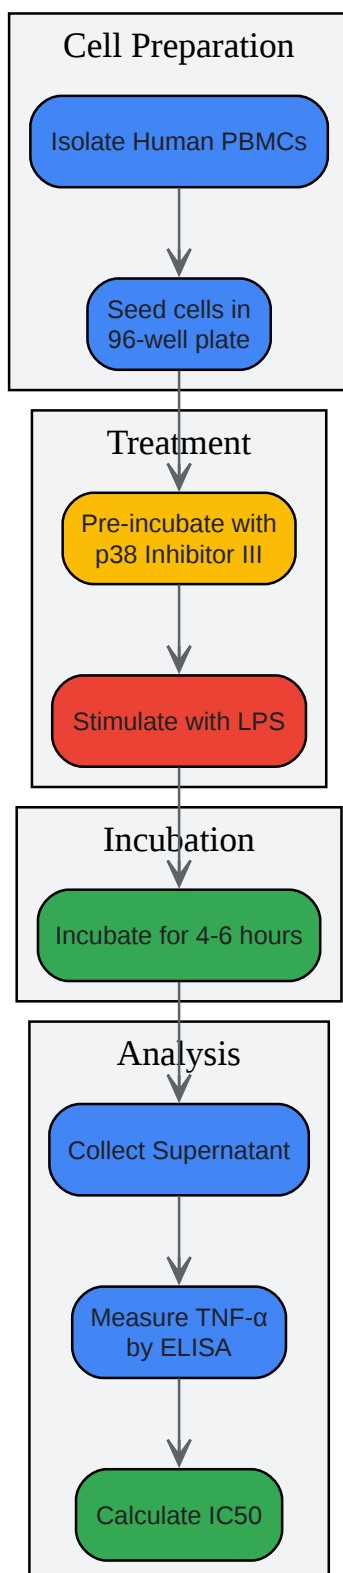 Cell Preparation
Isolate Human PBMCs
Seed cells in
96-well plate
Treatment
Pre-incubate with
p38 Inhibitor III
Stimulate with LPS
Incubation
Incubate for 4-6 hours
Analysis
Collect Supernatant
Measure TNF-α
by ELISA
Calculate IC50